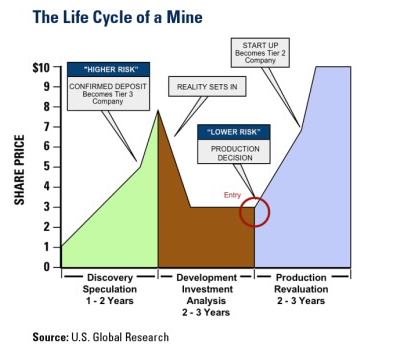 The Life Cycle of a Mine
START UP
Becomes Tier 2
Company
"HIGHER RISK"
CONFIRMED DEPOSIT
Becomes Tier 3
Company
REALITY SETS IN
"LOWER RISK"
PRODUCTION
DECISION
Entry
SHARE PRICE
$10
9
8
7
6
5
4
3
2
1
0
Discovery
Speculation
1 - 2 Years
Development
Investment
Analysis
2 - 3 Years
Production
Revaluation
2 - 3 Years
Source: U.S. Global Research